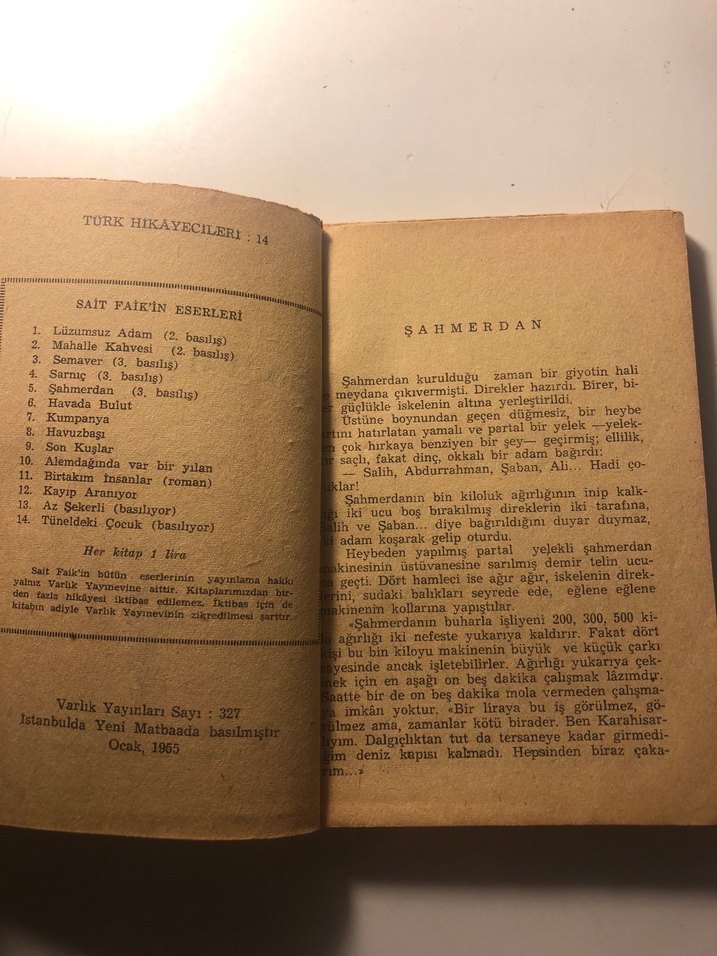 TÜRK HİKÂYECİLERİ : 14
SAİT FAİK'İN ESERLERİ
1. Lüzumsuz Adam (2. basılış)
2. Mahalle Kahvesi (2. basılış)
3. Semaver (3. basılış)
4. Sarnıç (3. basılış)
5. Şahmerdan (3. basılış)
6. Havada Bulut
7. Kumpanya
8. Havuzbaşı
9. Son Kuşlar
10. Alemdağında var bir yılan
11. Birtakım İnsanlar (roman)
12. Kayıp Aranıyor
13. Az Şekerli (basılıyor)
14. Tüneldeki Çocuk (basılıyor)
Her kitap 1 lira
Sait Faik'in bütün eserlerinin yayınlama hakkı
yalnız Varlık Yayınevine aittir. Kitaplarımızdan bir-
den fazla hikâyesi iktibas edilemez. İktibas için de
kitabın adiyle Varlık Yayınevinin zikredilmesi şarttır.
Varlık Yayınları Sayı : 327
İstanbulda Yeni Matbaada basılmıştır
Ocak, 1955
ŞAHMERDAN
Şahmerdan kurulduğu zaman bir giyotin hali
meydana çıkıvermişti. Direkler hazırdı. Birer, bi-
güçlükle iskelenin altına yerleştirildi.
Üstüne boynundan geçen düğmesiz, bir heybe
hatırlatan yamalı ve partal bir yelek —yelek-
çok hırkaya benziyen bir şey— geçirmiş; ellilik,
saçlı, fakat dinç, okkalı bir adam bağırdı:
— Salih, Abdurrahman, Şaban, Ali... Hadi ço-
uklar!
Şahmerdanın bin kiloluk ağırlığının inip kalk-
iki ucu boş bırakılmış direklerin iki tarafına,
Salih ve Şaban... diye bağırıldığını duyar duymaz,
adam koşarak gelip oturdu.
Heybeden yapılmış partal yelekli şahmerdan
makinesinin üstüvanesine sarılmış demir telin ucu-
na geçti. Dört hamleci ise ağır ağır, iskelenin direk-
lerini, sudaki balıkları seyrede ede, eğlene eğlene
makinenin kollarına yapıştılar.
«Şahmerdanın buharla işliyeni 200, 300, 500 ki-
ağırlığı iki nefeste yukarıya kaldırır. Fakat dört
kişi bu bin kiloyu makinenin büyük ve küçük çarkı
sayesinde ancak işletebilirler. Ağırlığı yukarıya çek-
mek için en aşağı on beş dakika çalışmak lâzımdır.
Saatte bir de on beş dakika mola vermeden çalışma-
ya imkân yoktur. «Bir liraya bu iş görülmez, gö-
rülmez ama, zamanlar kötü birader. Ben Karahisar-
lıyım. Dalgıçlıktan tut da tersaneye kadar girmedi-
ğim deniz kapısı kalmadı. Hepsinden biraz çaka-
rım...»